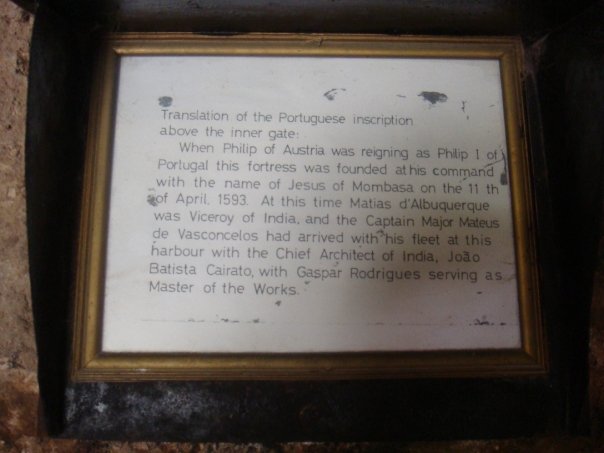 Translation of the Portuguese inscription
above the inner gate:
When Philip of Austria was reigning as Philip I of
Portugal this fortress was founded at his command
with the name of Jesus of Mombasa on the 11 th
of April, 1593. At this time Matias d'Albuquerque
was Viceroy of India, and the Captain Major Mateus
de Vasconcelos had arrived with his fleet at this
harbour with the Chief Architect of India, João
Batista Cairato, with Gaspar Rodrigues serving as
Master of the Works.